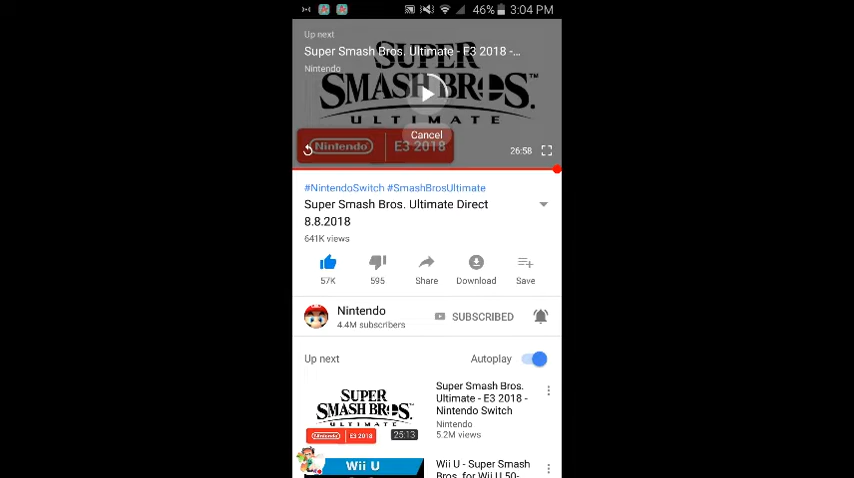 46% 3:04 PM
Up next
Super Smash Bros. Ultimate - E3 2018 -...
Nintendo
SUPER
SMASH BROS.™
ULTIMATE
Cancel
Nintendo E3 2018
26:58
#NintendoSwitch #SmashBrosUltimate
Super Smash Bros. Ultimate Direct
8.8.2018
641K views
57K
595
Share
Download
Save
Nintendo
4.4M subscribers
SUBSCRIBED
Up next
Autoplay
SUPER
SMASH BROS.
ULTIMATE
Nintendo E3 2018
25:13
Super Smash Bros.
Ultimate - E3 2018 -
Nintendo Switch
Nintendo
5.2M views
Wii U
Wii U - Super Smash
Bros. for Wii U 50-